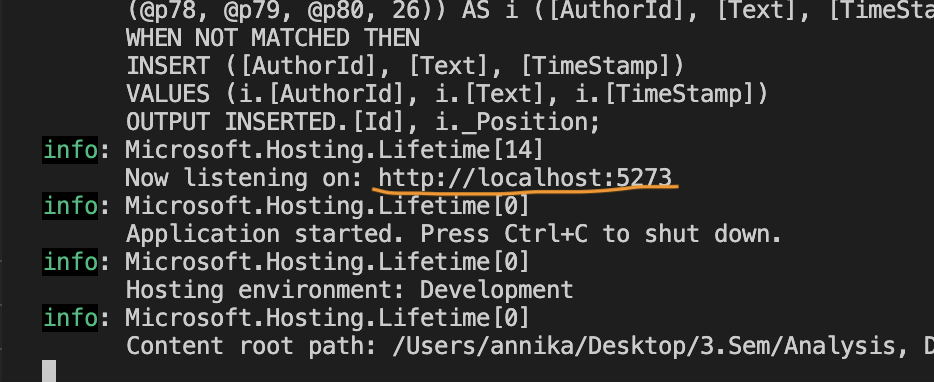 (@p78, @p79, @p80, 26)) AS i ([AuthorId], [Text], [TimeSta
WHEN NOT MATCHED THEN
INSERT ([AuthorId], [Text], [TimeStamp])
VALUES (i.[AuthorId], i.[Text], i.[TimeStamp])
OUTPUT INSERTED.[Id], i._Position;
info: Microsoft.Hosting.Lifetime[14]
Now listening on: http://localhost:5273
info: Microsoft.Hosting.Lifetime[0]
Application started. Press Ctrl+C to shut down.
info: Microsoft.Hosting.Lifetime[0]
Hosting environment: Development
info: Microsoft.Hosting.Lifetime[0]
Content root path: /Users/annika/Desktop/3.Sem/Analysis, D